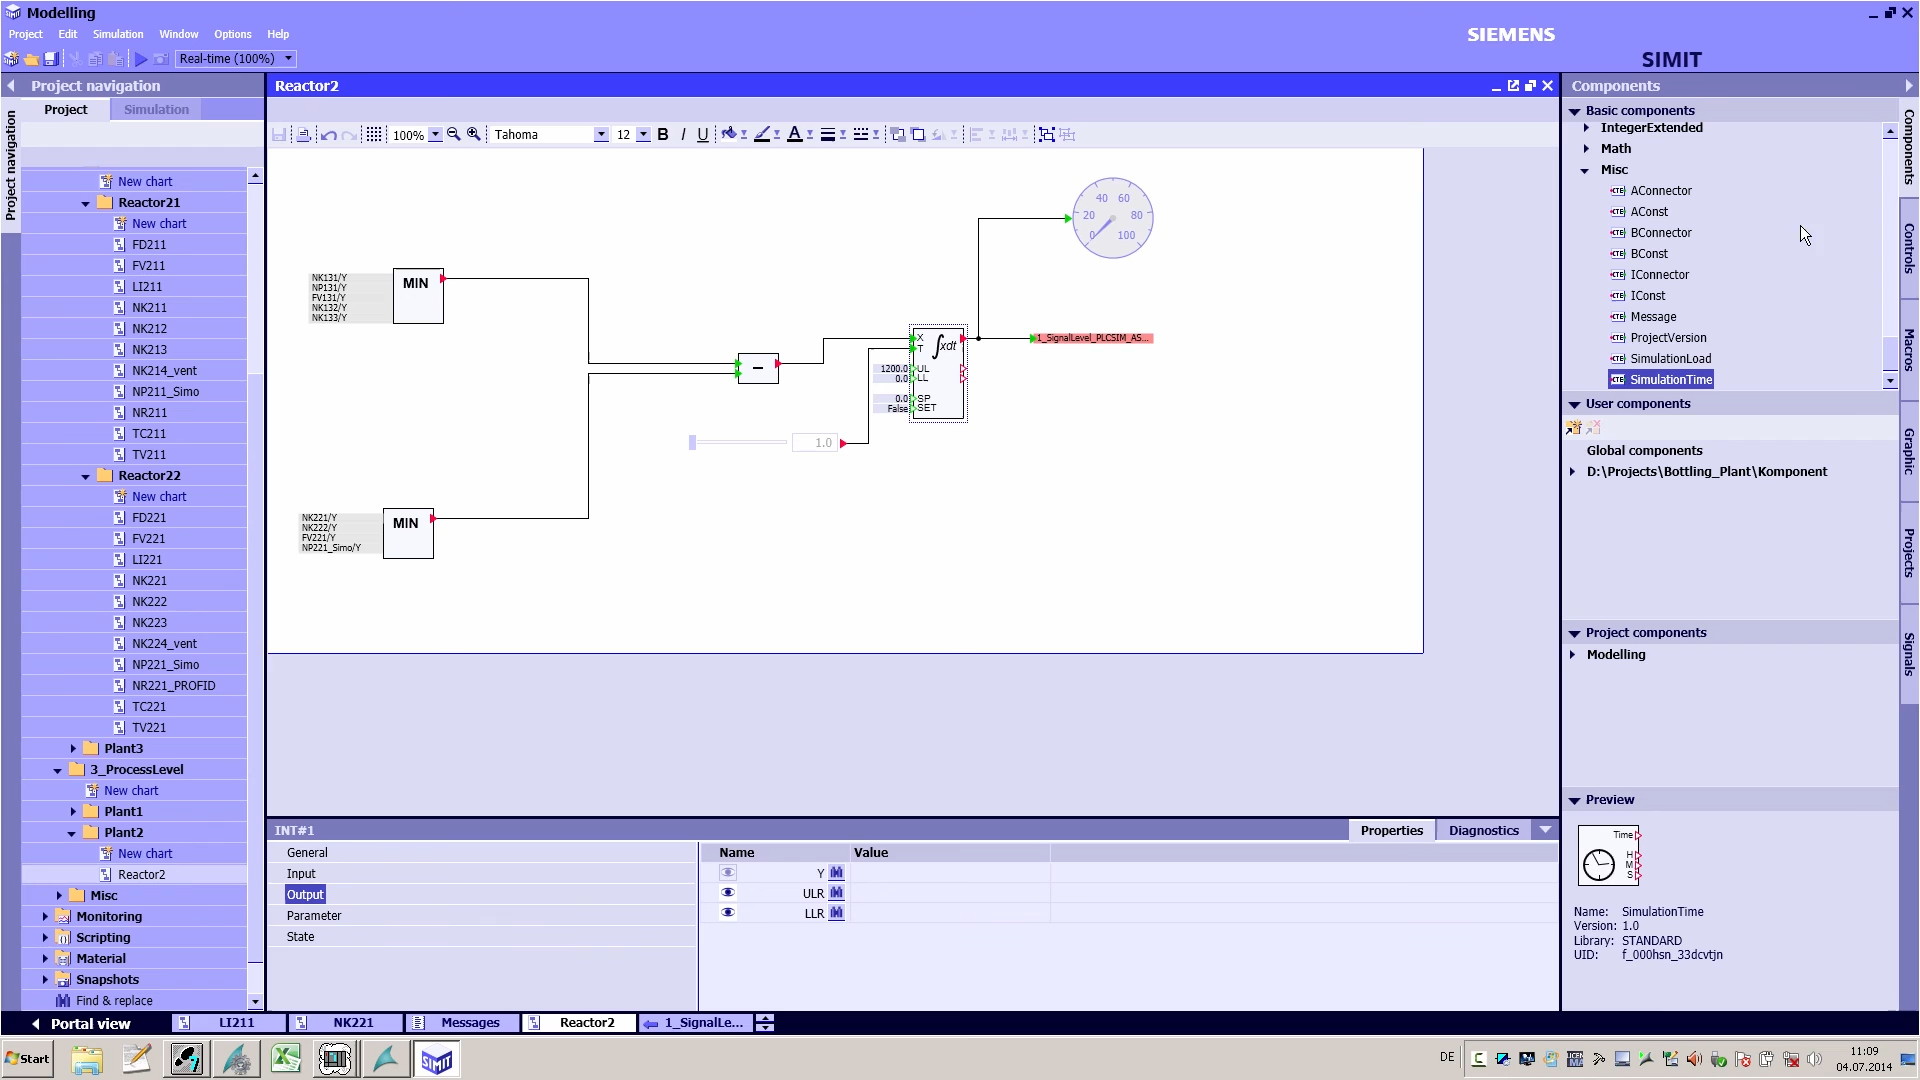 Modelling
Project Edit Simulation Window Options Help
SIEMENS
SIMIT
Real-time (100%)
Project navigation
Project Simulation
Project navigation
New chart
Reactor21
New chart
FD211
FV211
LI211
NK211
NK212
NK213
NK214_vent
NP211_Simo
NR211
TC211
TV211
Reactor22
New chart
FD221
FV221
LI221
NK221
NK222
NK223
NK224_vent
NP221_Simo
NR221_PROFID
TC221
TV221
Plant3
3_ProcessLevel
New chart
Plant1
Plant2
New chart
Reactor2
Misc
Monitoring
Scripting
Material
Snapshots
Find & replace
Reactor2
100% Tahoma 12 B I U A
0 20 40 60 80 100
NK131/Y
NP131/Y
FV131/Y
NK132/Y
NK133/Y
MIN
−
X
T
∫xdt
1200.0 UL
0.0 LL
0.0 SP
False SET
1_SignalLevel_PLCSIM_AS...
1.0
NK221/Y
NK222/Y
FV221/Y
NP221_Simo/Y
MIN
INT#1
Properties Diagnostics
General
Input
Output
Parameter
State
Name Value
Y
ULR
LLR
Components
Basic components
IntegerExtended
Math
Misc
AConnector
AConst
BConnector
BConst
IConnector
IConst
Message
ProjectVersion
SimulationLoad
SimulationTime
User components
Global components
D:\Projects\Bottling_Plant\Komponent
Project components
Modelling
Preview
Time
H
M
S
Name: SimulationTime
Version: 1.0
Library: STANDARD
UID: f_000hsn_33dcvtjn
Components
Controls
Macros
Graphic
Projects
Signals
Portal view LI211 NK221 Messages Reactor2 1_SignalLe...
Start
SIMIT
DE
11:09
04.07.2014